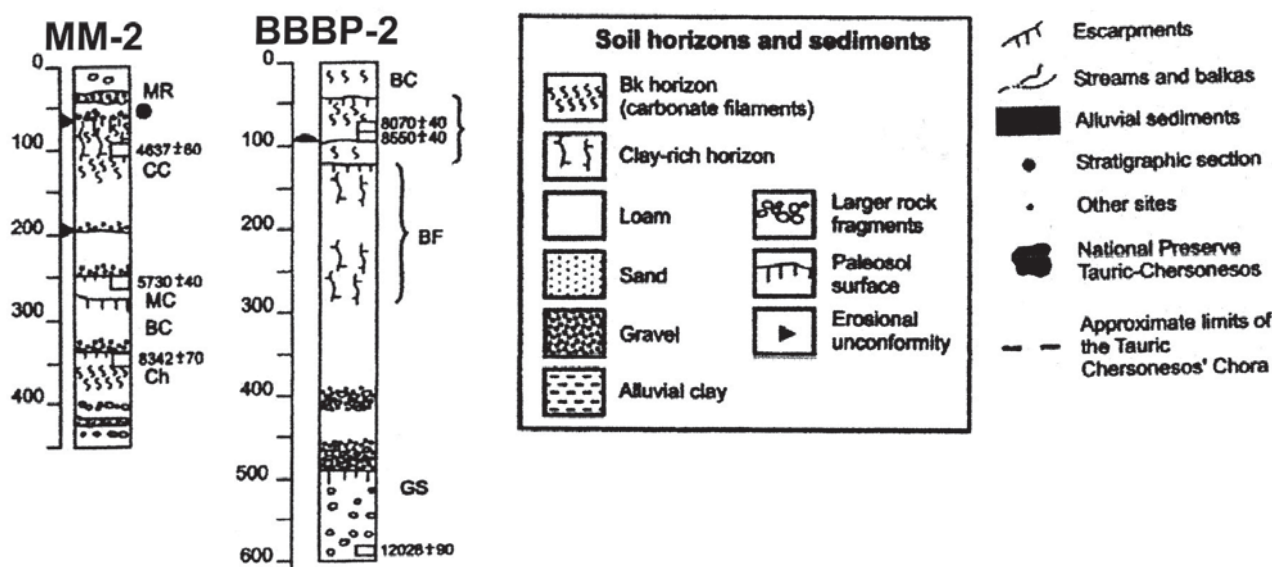 MM-2
0
MR
100
4637±60
CC
200
5730±40
MC
300
BC
8342±70
Ch
400
BBBP-2
0
BC
8070±40
100
8550±40
200
BF
300
400
500
GS
12028±90
600
Soil horizons and sediments
Bk horizon
(carbonate filaments)
Clay-rich horizon
Loam
Sand
Gravel
Alluvial clay
Larger rock
fragments
Paleosol
surface
Erosional
unconformity
Escarpments
Streams and balkas
Alluvial sediments
Stratigraphic section
Other sites
National Preserve
Tauric-Chersonesos
Approximate limits of
the Tauric
Chersonesos' Chora